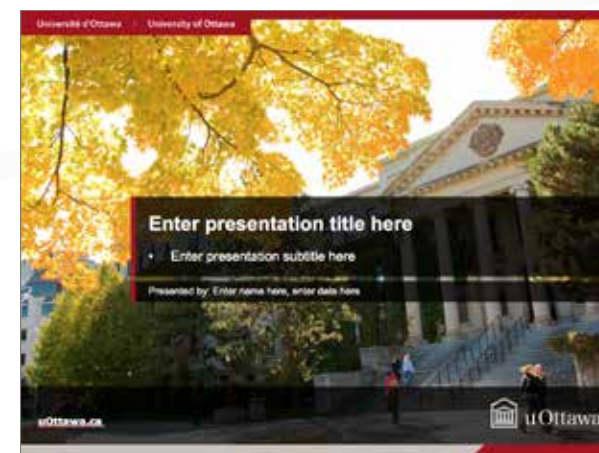 Université d'Ottawa | University of Ottawa
Enter presentation title here
• Enter presentation subtitle here
Presented by: Enter name here, enter date here
uOttawa.ca
uOttawa